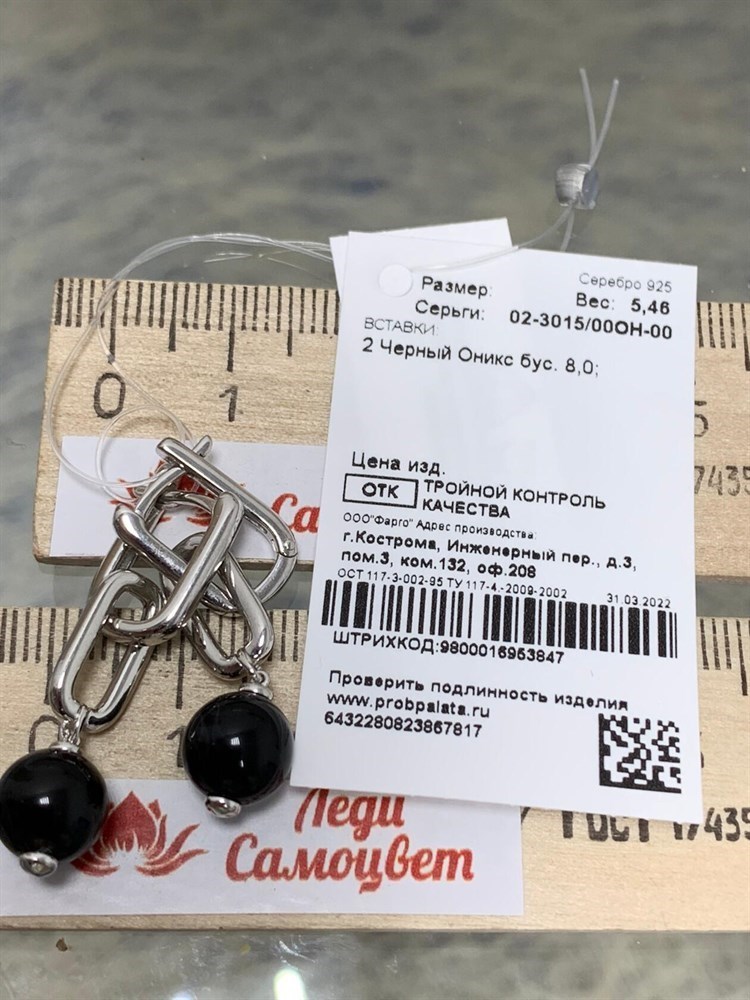 Серебро 925
Размер:
Вес: 5,46
Серьги: 02-3015/00ОН-00
ВСТАВКИ:
2 Черный Оникс бус. 8,0;
0 1
Цена изд.
ОТК ТРОЙНОЙ КОНТРОЛЬ
КАЧЕСТВА
ООО"Фарго" Адрес производства:
г.Кострома, Инженерный пер., д.3,
пом.3, ком.132, оф.208
ОСТ 117-3-002-95 ТУ 117-4.-2009-2002 31.03.2022
ШТРИХКОД:9800016953847
Проверить подлинность изделия
www.probpalata.ru
6432280823867817
Леди
Самоцвет
ГОСТ 17435